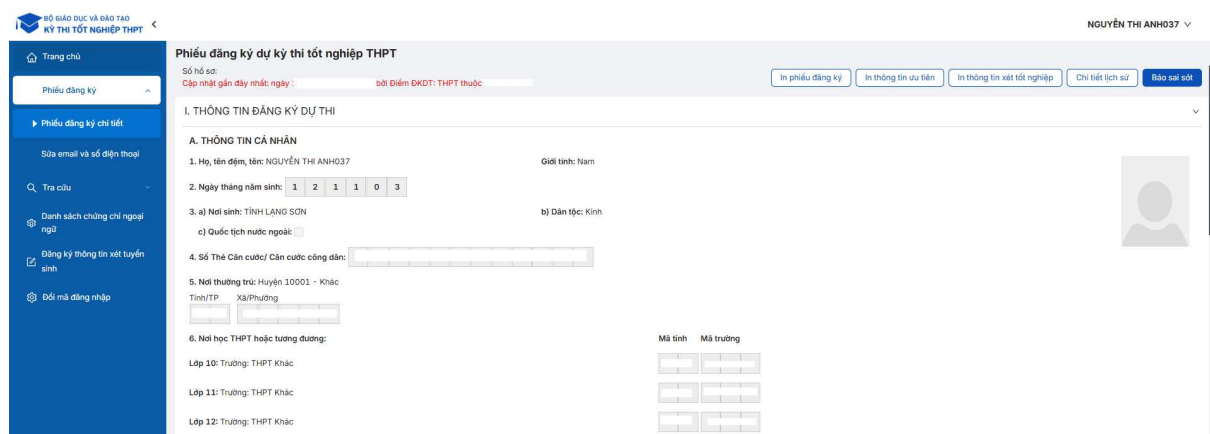 BỘ GIÁO DỤC VÀ ĐÀO TẠO
KỲ THI TỐT NGHIỆP THPT
NGUYỄN THI ANH037
Trang chủ
Phiếu đăng ký
Phiếu đăng ký chi tiết
Sửa email và số điện thoại
Tra cứu
Danh sách chứng chỉ ngoại
ngữ
Đăng ký thông tin xét tuyển
sinh
Đổi mã đăng nhập
Phiếu đăng ký dự kỳ thi tốt nghiệp THPT
Số hồ sơ:
Cập nhật gần đây nhất: ngày : bởi Điểm ĐKDT: THPT thuộc
In phiếu đăng ký In thông tin ưu tiên In thông tin xét tốt nghiệp Chi tiết lịch sử Báo sai sót
I. THÔNG TIN ĐĂNG KÝ DỰ THI
A. THÔNG TIN CÁ NHÂN
1. Họ, tên đệm, tên: NGUYỄN THI ANH037 Giới tính: Nam
2. Ngày tháng năm sinh: 1 2 1 1 0 3
3. a) Nơi sinh: TỈNH LẠNG SƠN b) Dân tộc: Kinh
c) Quốc tịch nước ngoài:
4. Số Thẻ Căn cước/ Căn cước công dân:
5. Nơi thường trú: Huyện 10001 - Khác
Tỉnh/TP Xã/Phường
6. Nơi học THPT hoặc tương đương: Mã tỉnh Mã trường
Lớp 10: Trường: THPT Khác
Lớp 11: Trường: THPT Khác
Lớp 12: Trường: THPT Khác